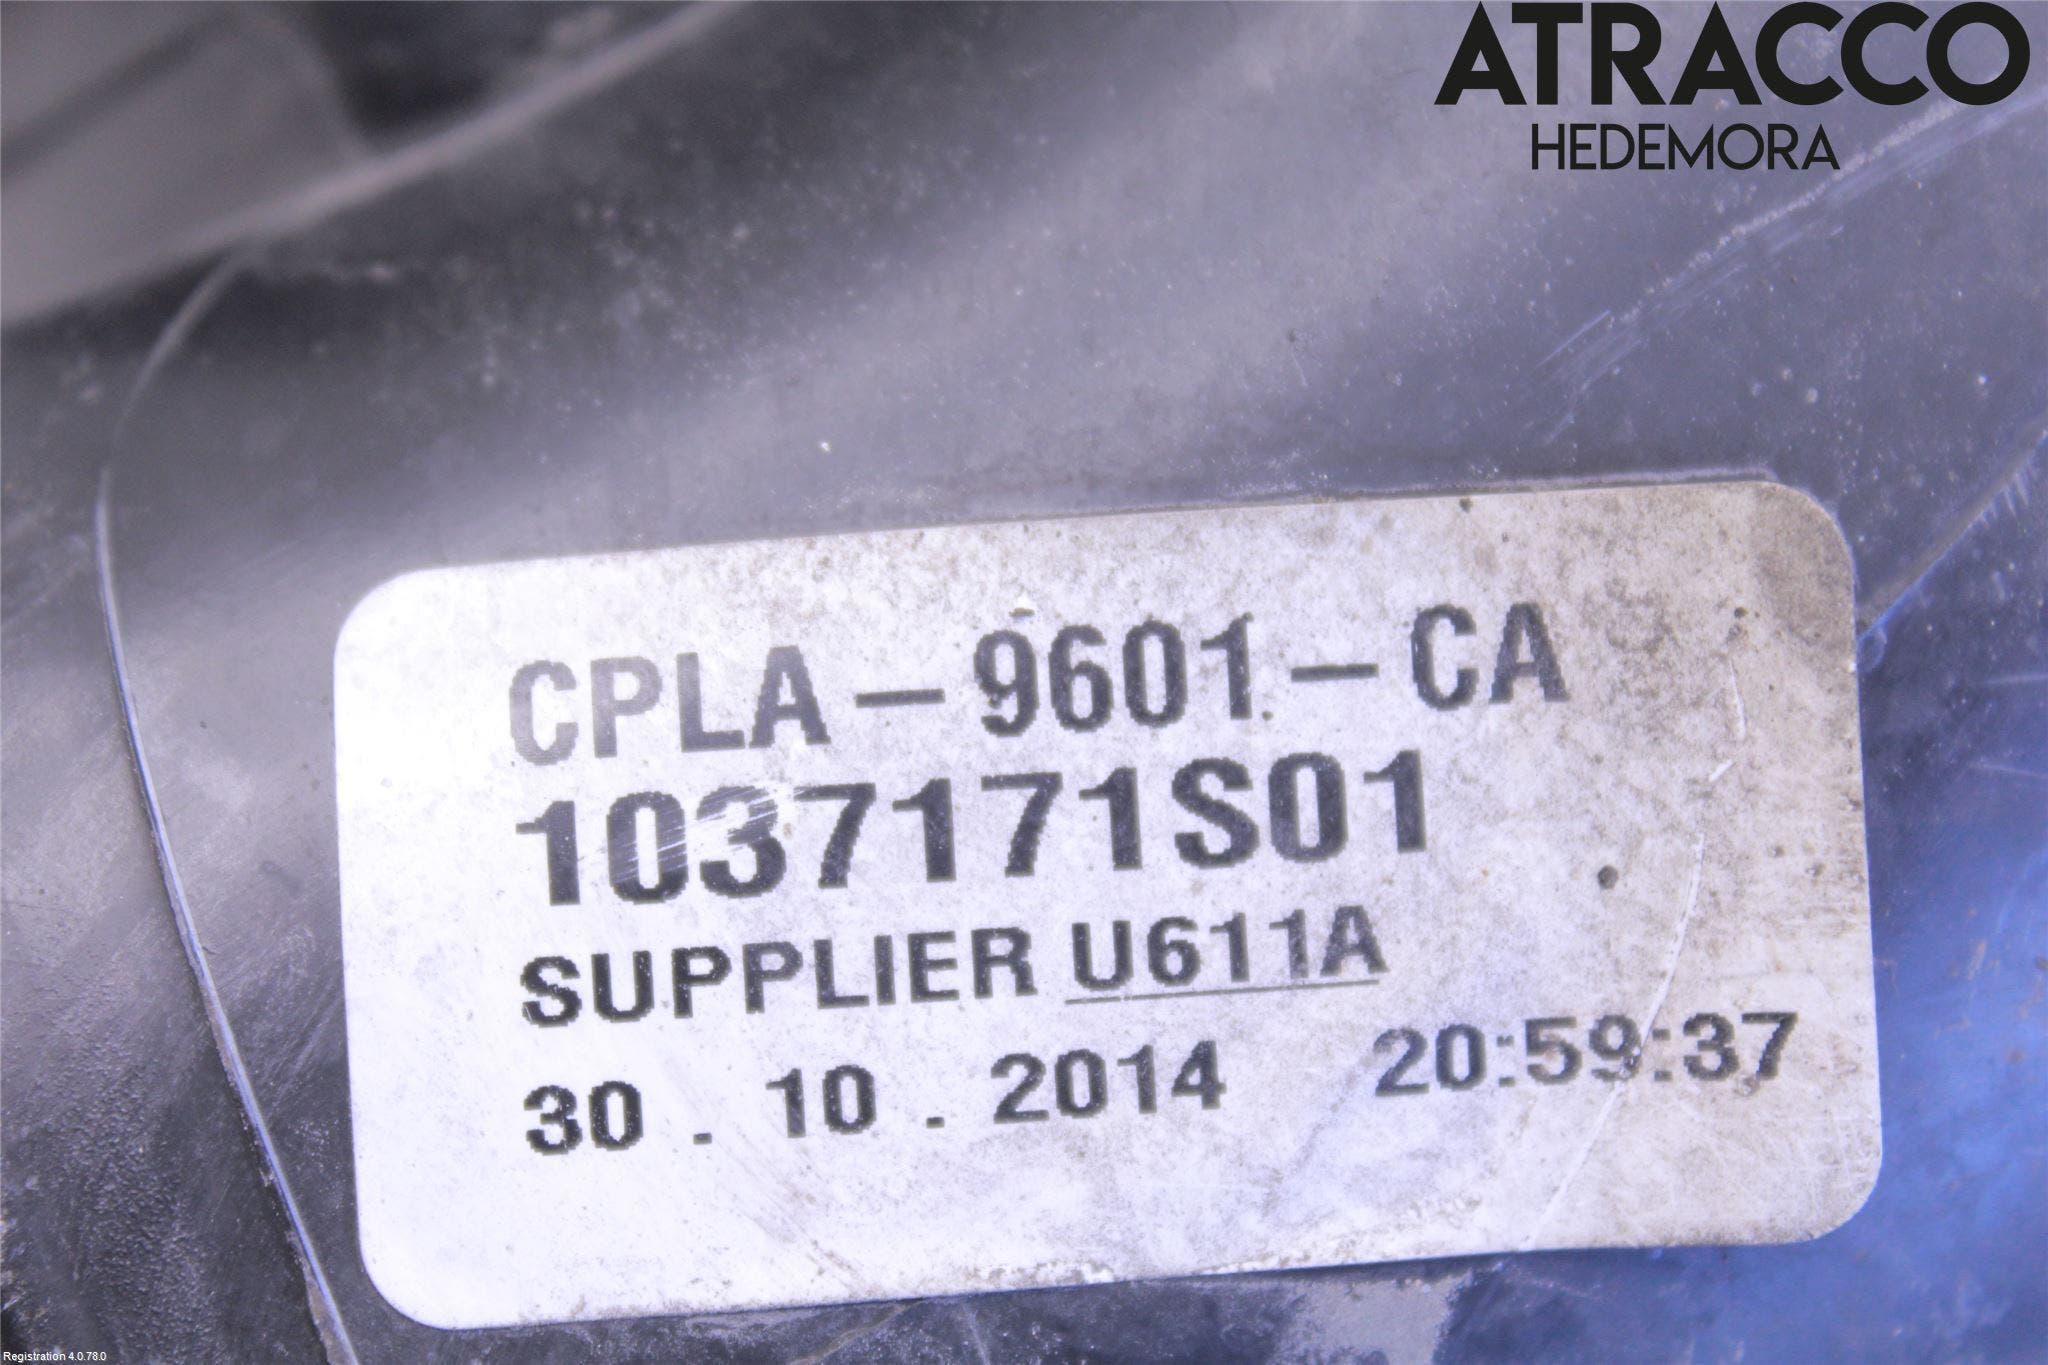 ATRACCO
HEDEMORA
CPLA-9601-CA
1037171S01
SUPPLIER U611A
30.10.2014 20:59:37
Registration 4.0.78.0